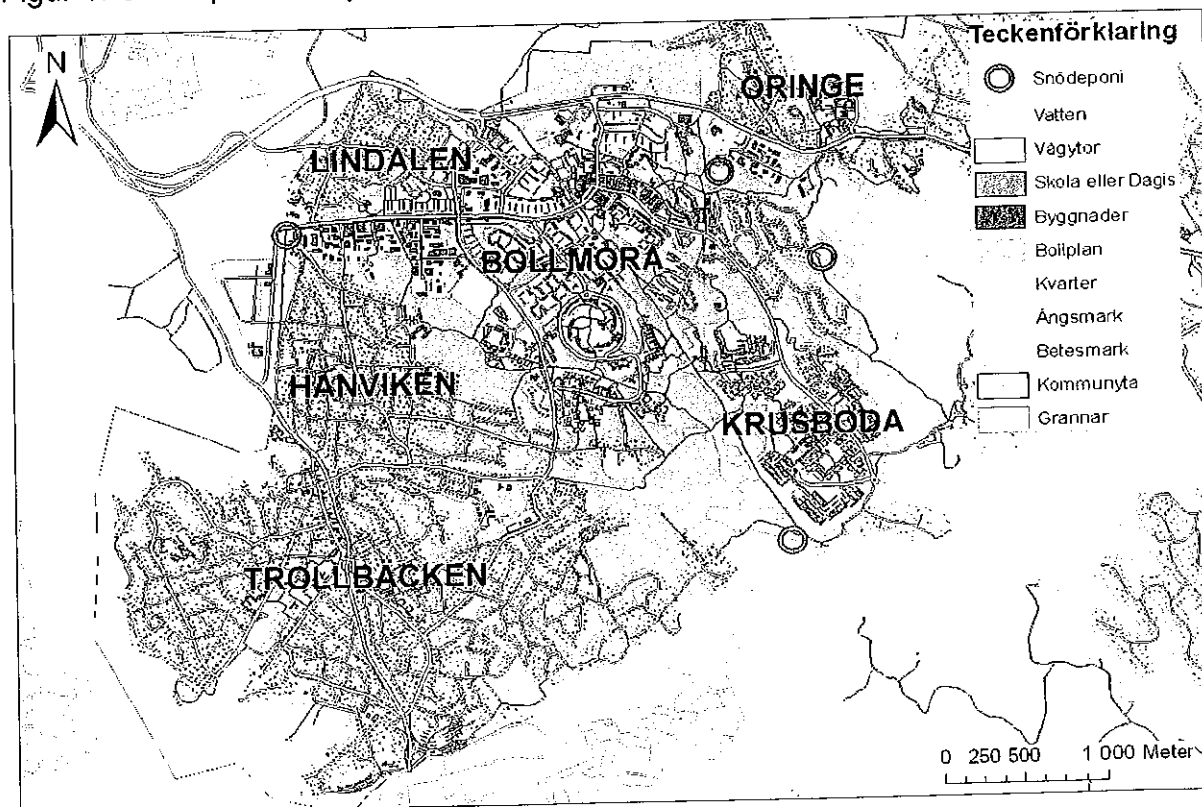 Teckenförklaring
N
Snödeponi
Vatten
Vägytor
Skola eller Dagis
Byggnader
Bollplan
Kvarter
Ängsmark
Betesmark
Kommunyta
Grannar
ÖRINGE
LINDALEN
BOLLMORA
HANVIKEN
KRUSBODA
TROLLBÄCKEN
0 250 500 1 000 Meter